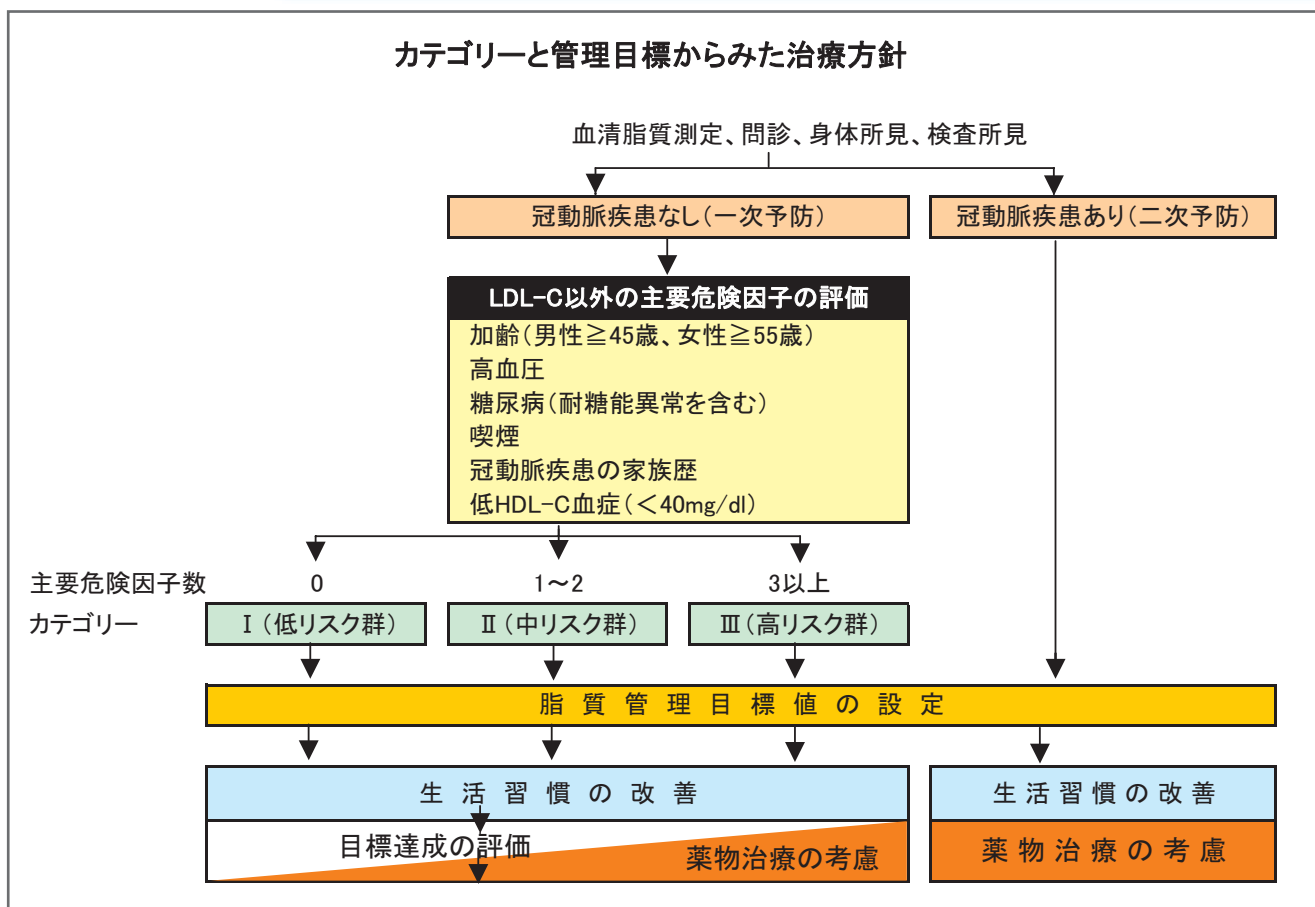 カテゴリーと管理目標からみた治療方針
血清脂質測定、問診、身体所見、検査所見
冠動脈疾患なし(一次予防)
冠動脈疾患あり(二次予防)
LDL-C以外の主要危険因子の評価
加齢(男性≧45歳、女性≧55歳)
高血圧
糖尿病(耐糖能異常を含む)
喫煙
冠動脈疾患の家族歴
低HDL-C血症(<40mg/dl)
主要危険因子数 0 1～2 3以上
カテゴリー Ⅰ(低リスク群) Ⅱ(中リスク群) Ⅲ(高リスク群)
脂質管理目標値の設定
生活習慣の改善
生活習慣の改善
目標達成の評価
薬物治療の考慮
薬物治療の考慮